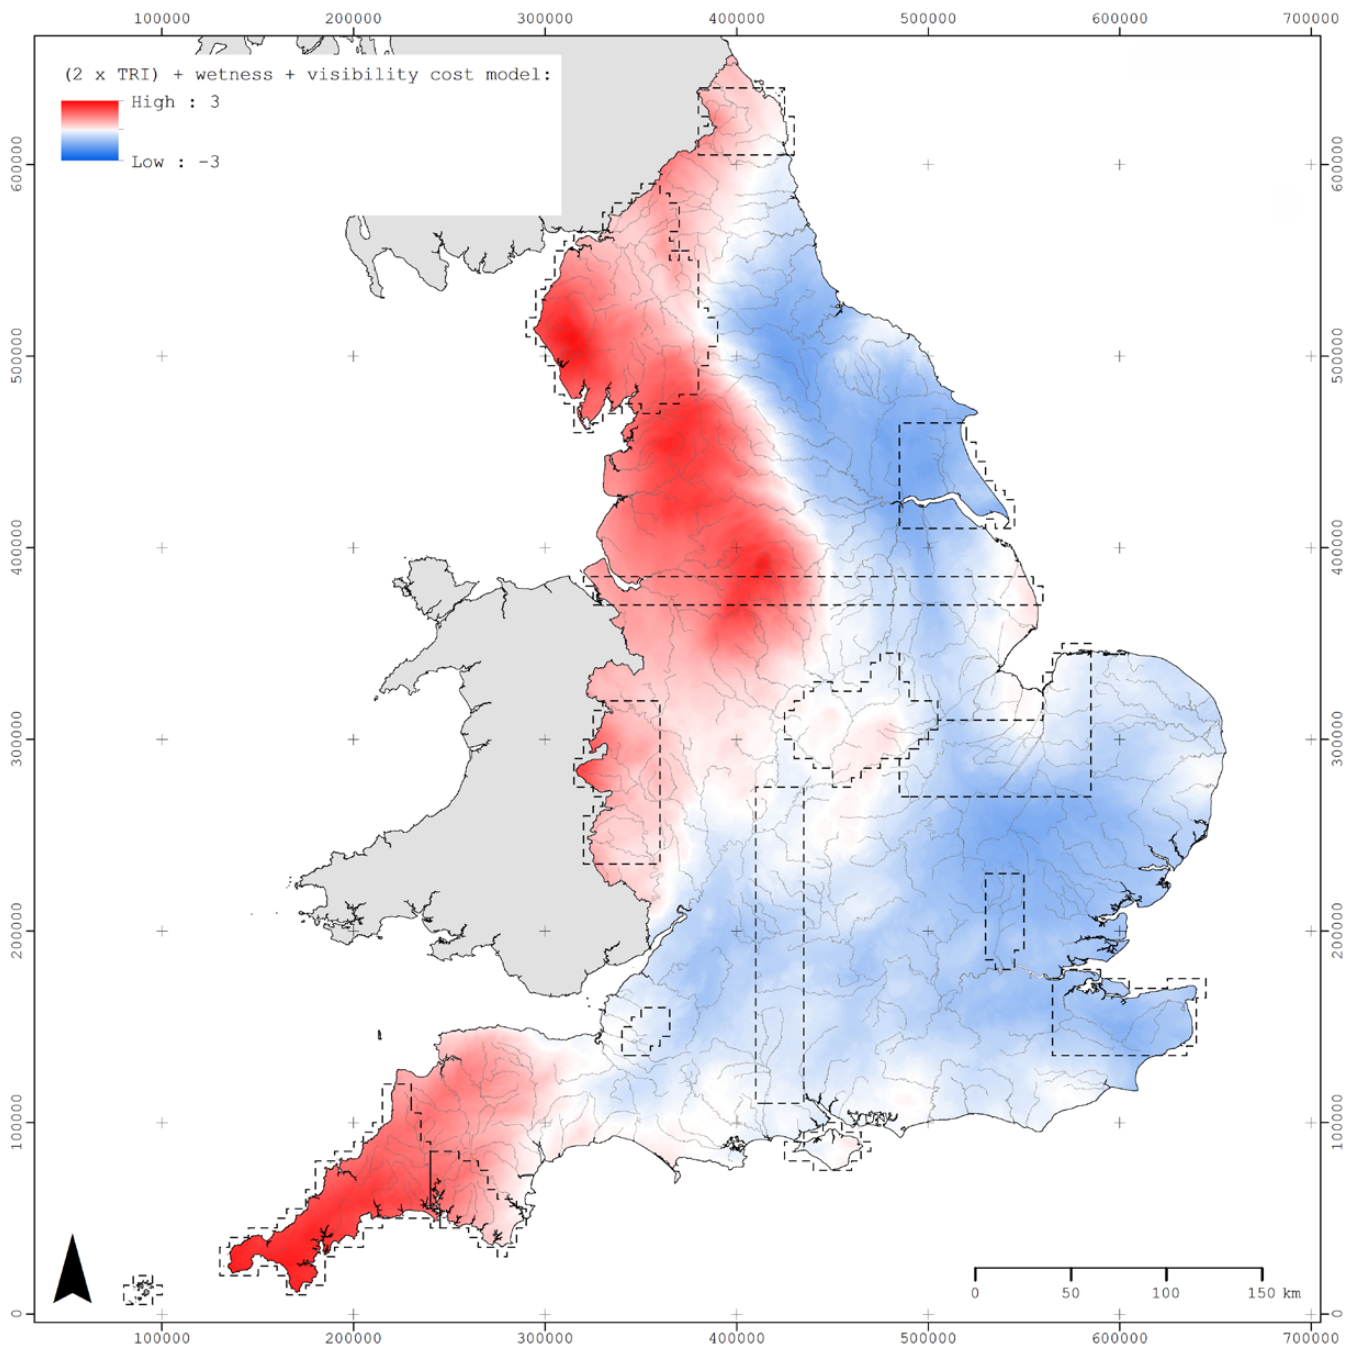 100000 200000 300000 400000 500000 600000 700000
(2 x TRI) + wetness + visibility cost model:
High : 3
Low : -3
600000 600000
500000 500000
400000 400000
300000 300000
200000 200000
100000 100000
0 0
0 50 100 150 km
100000 200000 300000 400000 500000 600000 700000